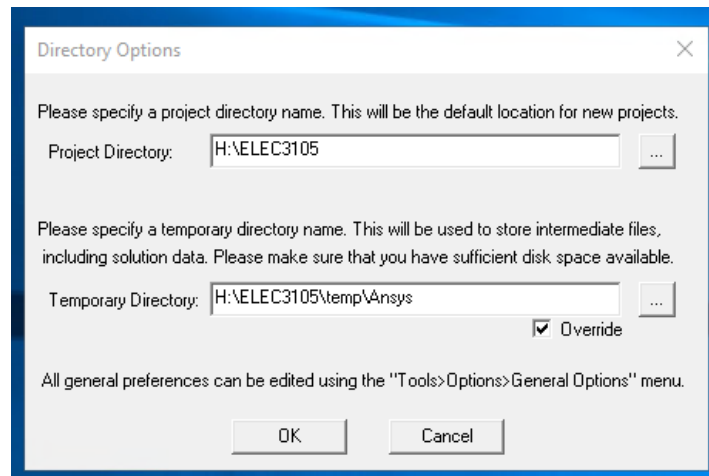 Directory Options
Please specify a project directory name. This will be the default location for new projects.
Project Directory: H:\ELEC3105 ...
Please specify a temporary directory name. This will be used to store intermediate files,
including solution data. Please make sure that you have sufficient disk space available.
Temporary Directory: H:\ELEC3105\temp\Ansys ...
Override
All general preferences can be edited using the "Tools>Options>General Options" menu.
OK Cancel